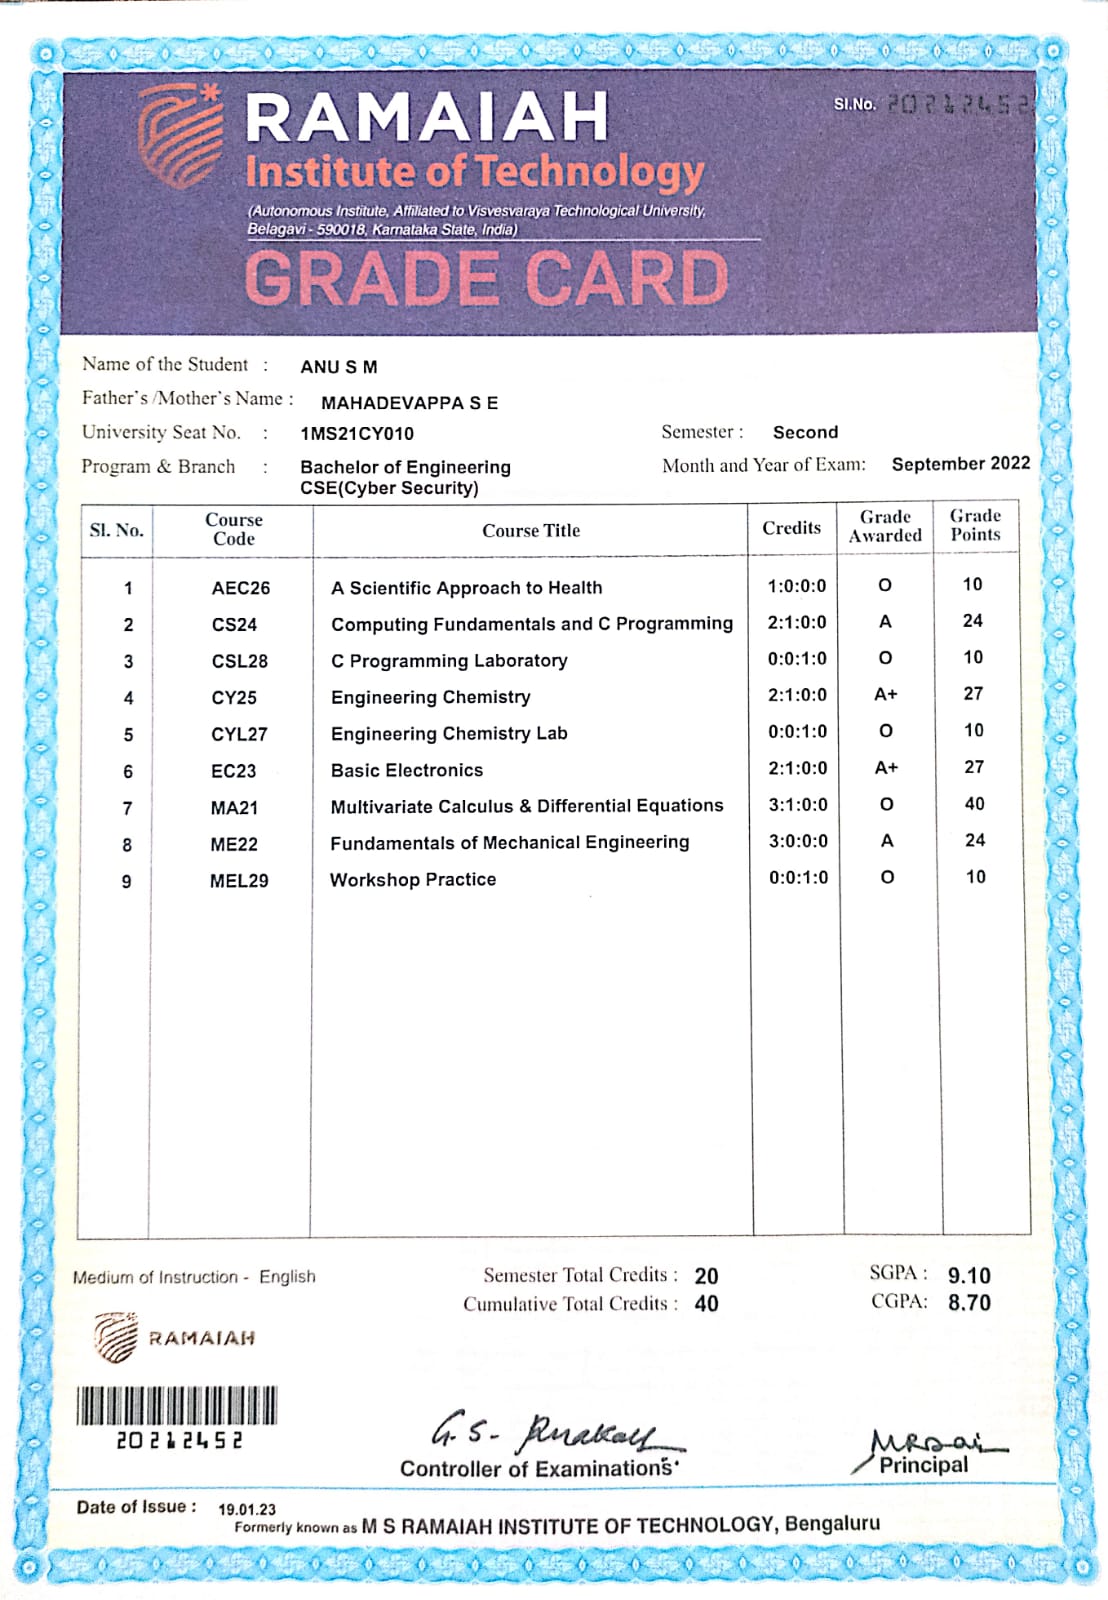 RAMAIAH
Institute of Technology
(Autonomous Institute, Affiliated to Visvesvaraya Technological University,
Belagavi - 590018, Karnataka State, India)
GRADE CARD
Sl.No. 20212452
Name of the Student : ANU S M
Father's /Mother's Name : MAHADEVAPPA S E
University Seat No. : 1MS21CY010 Semester : Second
Program & Branch : Bachelor of Engineering Month and Year of Exam: September 2022
CSE(Cyber Security)
Sl. No. Course Code Course Title Credits Grade Awarded Grade Points
1 AEC26 A Scientific Approach to Health 1:0:0:0 O 10
2 CS24 Computing Fundamentals and C Programming 2:1:0:0 A 24
3 CSL28 C Programming Laboratory 0:0:1:0 O 10
4 CY25 Engineering Chemistry 2:1:0:0 A+ 27
5 CYL27 Engineering Chemistry Lab 0:0:1:0 O 10
6 EC23 Basic Electronics 2:1:0:0 A+ 27
7 MA21 Multivariate Calculus & Differential Equations 3:1:0:0 O 40
8 ME22 Fundamentals of Mechanical Engineering 3:0:0:0 A 24
9 MEL29 Workshop Practice 0:0:1:0 O 10
Medium of Instruction - English Semester Total Credits : 20 SGPA : 9.10
Cumulative Total Credits : 40 CGPA: 8.70
RAMAIAH
20212452
G.S.
Controller of Examinations
Principal
Date of Issue : 19.01.23
Formerly known as M S RAMAIAH INSTITUTE OF TECHNOLOGY, Bengaluru